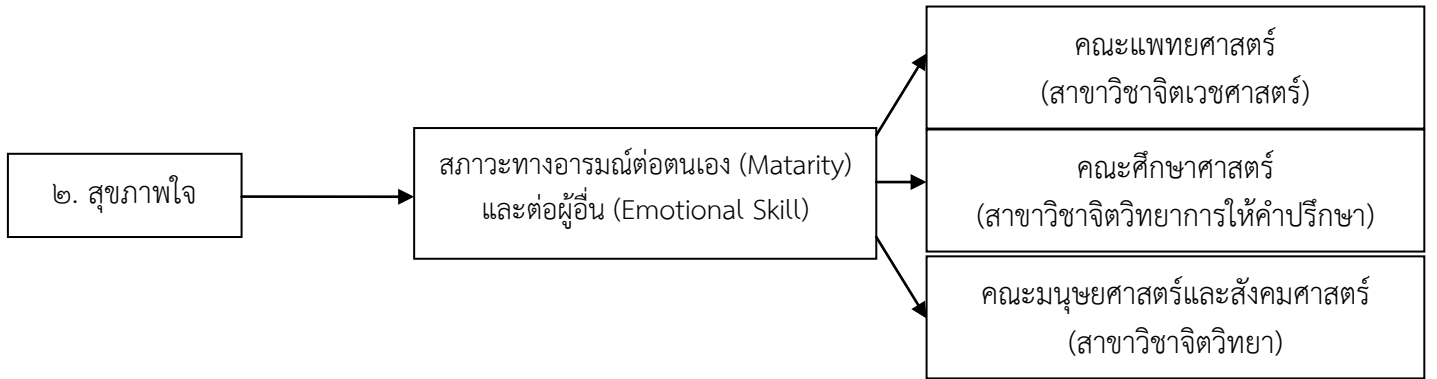 ๒. สุขภาพใจ
สภาวะทางอารมณ์ต่อตนเอง (Matarity)
และต่อผู้อื่น (Emotional Skill)
คณะแพทยศาสตร์
(สาขาวิชาจิตเวชศาสตร์)
คณะศึกษาศาสตร์
(สาขาวิชาจิตวิทยาการให้คำปรึกษา)
คณะมนุษยศาสตร์และสังคมศาสตร์
(สาขาวิชาจิตวิทยา)